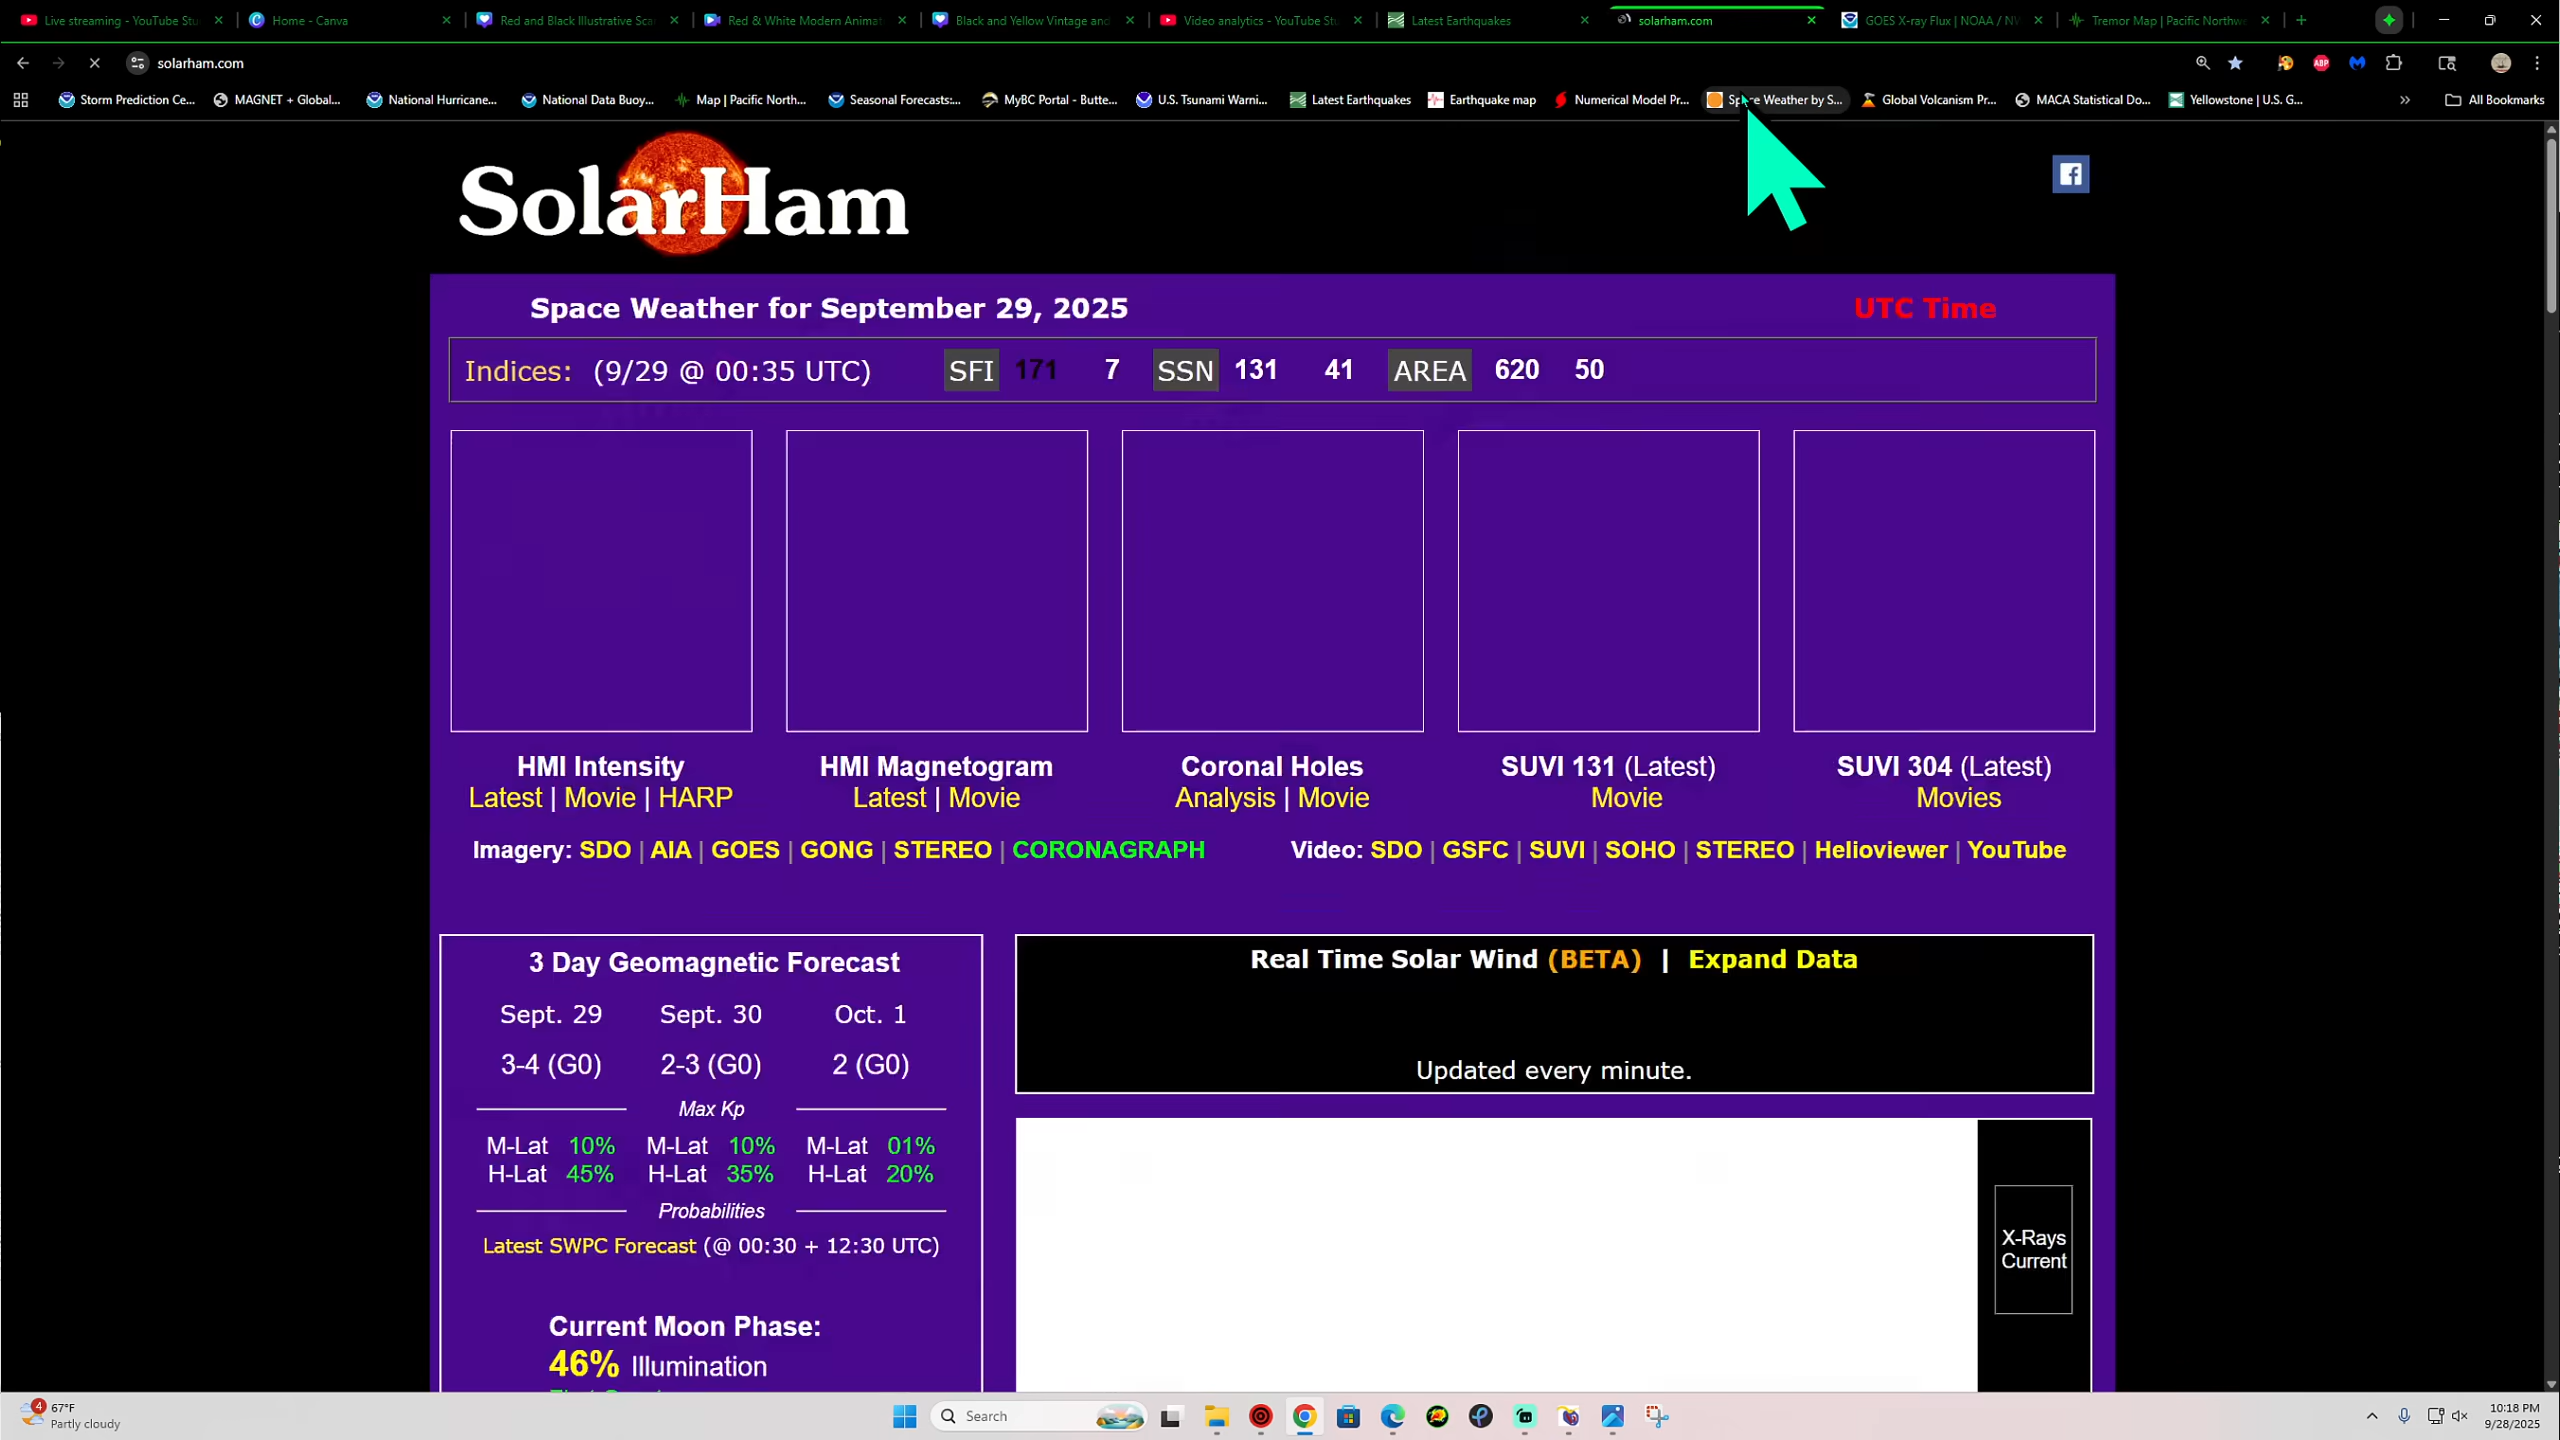 Live streaming - YouTube Stu
Home - Canva
Red and Black Illustrative Sca
Red & White Modern Animat
Black and Yellow Vintage and
Video analytics - YouTube Stu
Latest Earthquakes
solarham.com
GOES X-ray Flux | NOAA / NW
Tremor Map | Pacific Northwe
solarham.com
ABP
Storm Prediction Ce...
MAGNET + Global...
National Hurricane...
National Data Buoy...
Map | Pacific North...
Seasonal Forecasts:...
MyBC Portal - Butte...
U.S. Tsunami Warni...
Latest Earthquakes
Earthquake map
Numerical Model Pr...
Space Weather by S...
Global Volcanism Pr...
MACA Statistical Do...
Yellowstone | U.S. G...
All Bookmarks
SolarHam
Space Weather for September 29, 2025
UTC Time
Indices: (9/29 @ 00:35 UTC) SFI 171 7 SSN 131 41 AREA 620 50
HMI Intensity
Latest | Movie | HARP
HMI Magnetogram
Latest | Movie
Coronal Holes
Analysis | Movie
SUVI 131 (Latest)
Movie
SUVI 304 (Latest)
Movies
Imagery: SDO | AIA | GOES | GONG | STEREO | CORONAGRAPH
Video: SDO | GSFC | SUVI | SOHO | STEREO | Helioviewer | YouTube
3 Day Geomagnetic Forecast
Sept. 29 Sept. 30 Oct. 1
3-4 (G0) 2-3 (G0) 2 (G0)
Max Kp
M-Lat 10% M-Lat 10% M-Lat 01%
H-Lat 45% H-Lat 35% H-Lat 20%
Probabilities
Latest SWPC Forecast (@ 00:30 + 12:30 UTC)
Current Moon Phase:
46% Illumination
Real Time Solar Wind (BETA) | Expand Data
Updated every minute.
X-Rays
Current
4
67°F
Partly cloudy
Search
10:18 PM
9/28/2025